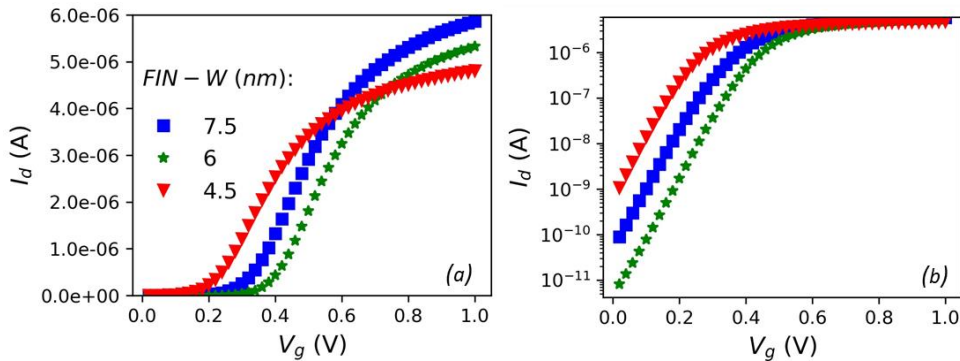 6.0e-06
5.0e-06
4.0e-06
3.0e-06
2.0e-06
1.0e-06
0.0e+00
I_d (A)
FIN − W (nm):
7.5
6
4.5
(a)
0.0 0.2 0.4 0.6 0.8 1.0
V_g (V)
10⁻⁶
10⁻⁷
10⁻⁸
10⁻⁹
10⁻¹⁰
10⁻¹¹
I_d (A)
(b)
0.0 0.2 0.4 0.6 0.8 1.0
V_g (V)